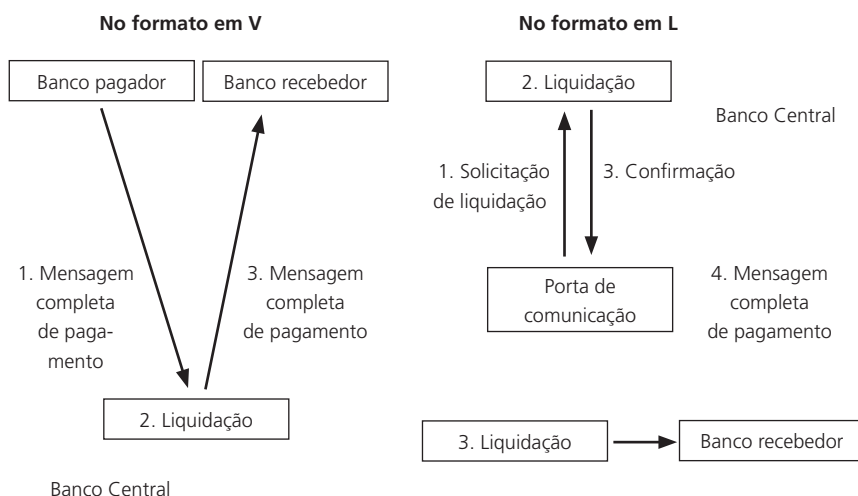 No formato em V
Banco pagador
Banco recebedor
1. Mensagem
completa
de paga-
mento
3. Mensagem
completa
de pagamento
2. Liquidação
Banco Central
No formato em L
2. Liquidação
Banco Central
1. Solicitação
de liquidação
3. Confirmação
Porta de
comunicação
4. Mensagem
completa
de pagamento
3. Liquidação
Banco recebedor